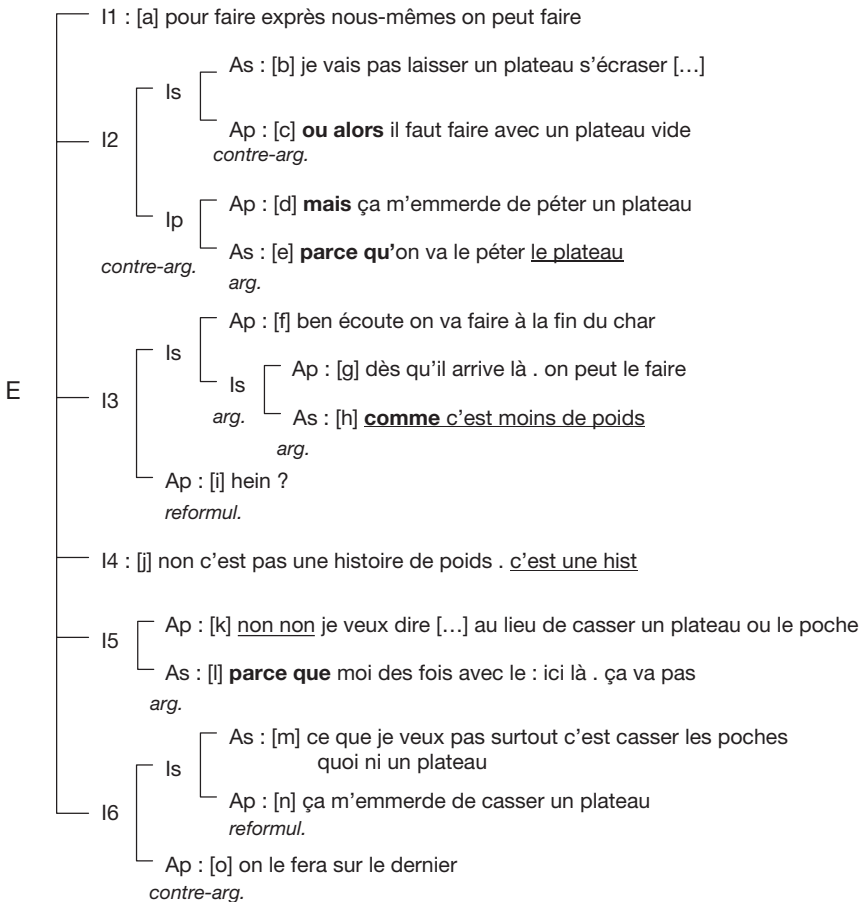 I1 : [a] pour faire exprès nous-mêmes on peut faire
As : [b] je vais pas laisser un plateau s’écraser […]
Is
I2
Ap : [c] ou alors il faut faire avec un plateau vide
contre-arg.
Ap : [d] mais ça m’emmerde de péter un plateau
Ip
As : [e] parce qu’on va le péter le plateau
contre-arg.
arg.
Ap : [f] ben écoute on va faire à la fin du char
Is
Ap : [g] dès qu’il arrive là . on peut le faire
Is
E
I3
arg.
As : [h] comme c’est moins de poids
arg.
Ap : [i] hein ?
reformul.
I4 : [j] non c’est pas une histoire de poids . c’est une hist
Ap : [k] non non je veux dire […] au lieu de casser un plateau ou le poche
I5
As : [l] parce que moi des fois avec le : ici là . ça va pas
arg.
As : [m] ce que je veux pas surtout c’est casser les poches
quoi ni un plateau
Is
Ap : [n] ça m’emmerde de casser un plateau
reformul.
I6
Ap : [o] on le fera sur le dernier
contre-arg.